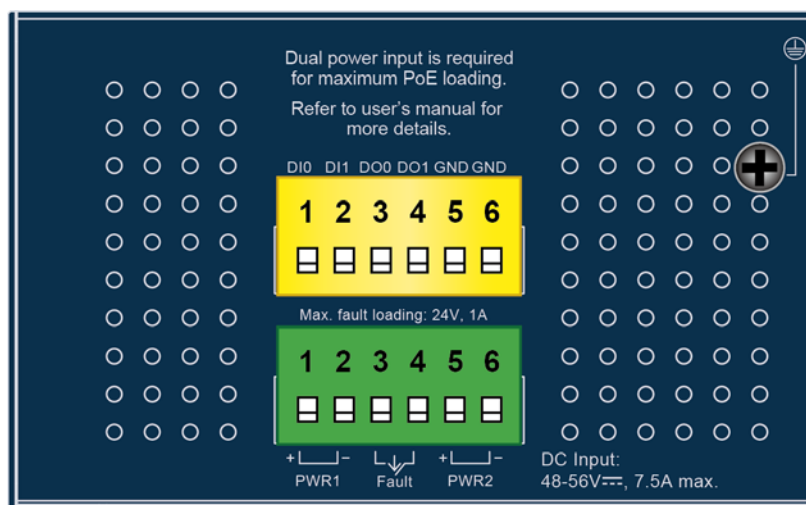 Dual power input is required
for maximum PoE loading.
Refer to user's manual for
more details.
DI0 DI1 DO0 DO1 GND GND
1 2 3 4 5 6
Max. fault loading: 24V, 1A
1 2 3 4 5 6
+ − + −
PWR1 Fault PWR2
DC Input:
48-56V⎓, 7.5A max.